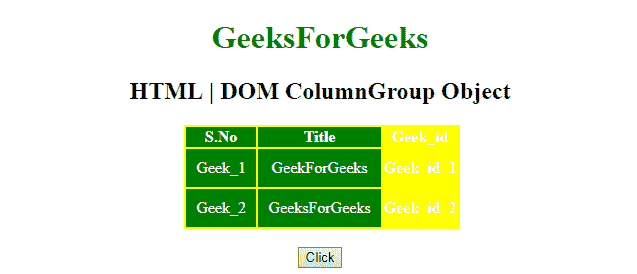 GeeksForGeeks
HTML | DOM ColumnGroup Object
S.No Title Geek_id
Geek_1 GeekForGeeks Geek_id_1
Geek_2 GeeksForGeeks Geek_id_2
Click